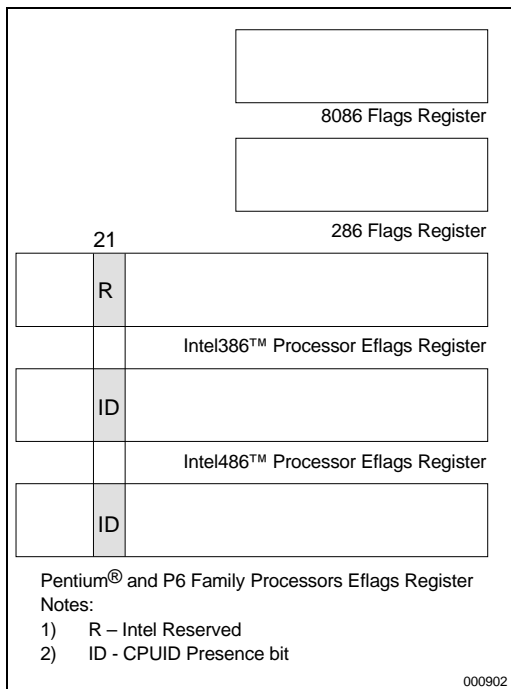 8086 Flags Register
286 Flags Register
21
R
Intel386™ Processor Eflags Register
ID
Intel486™ Processor Eflags Register
ID
Pentium® and P6 Family Processors Eflags Register
Notes:
1) R – Intel Reserved
2) ID - CPUID Presence bit
000902